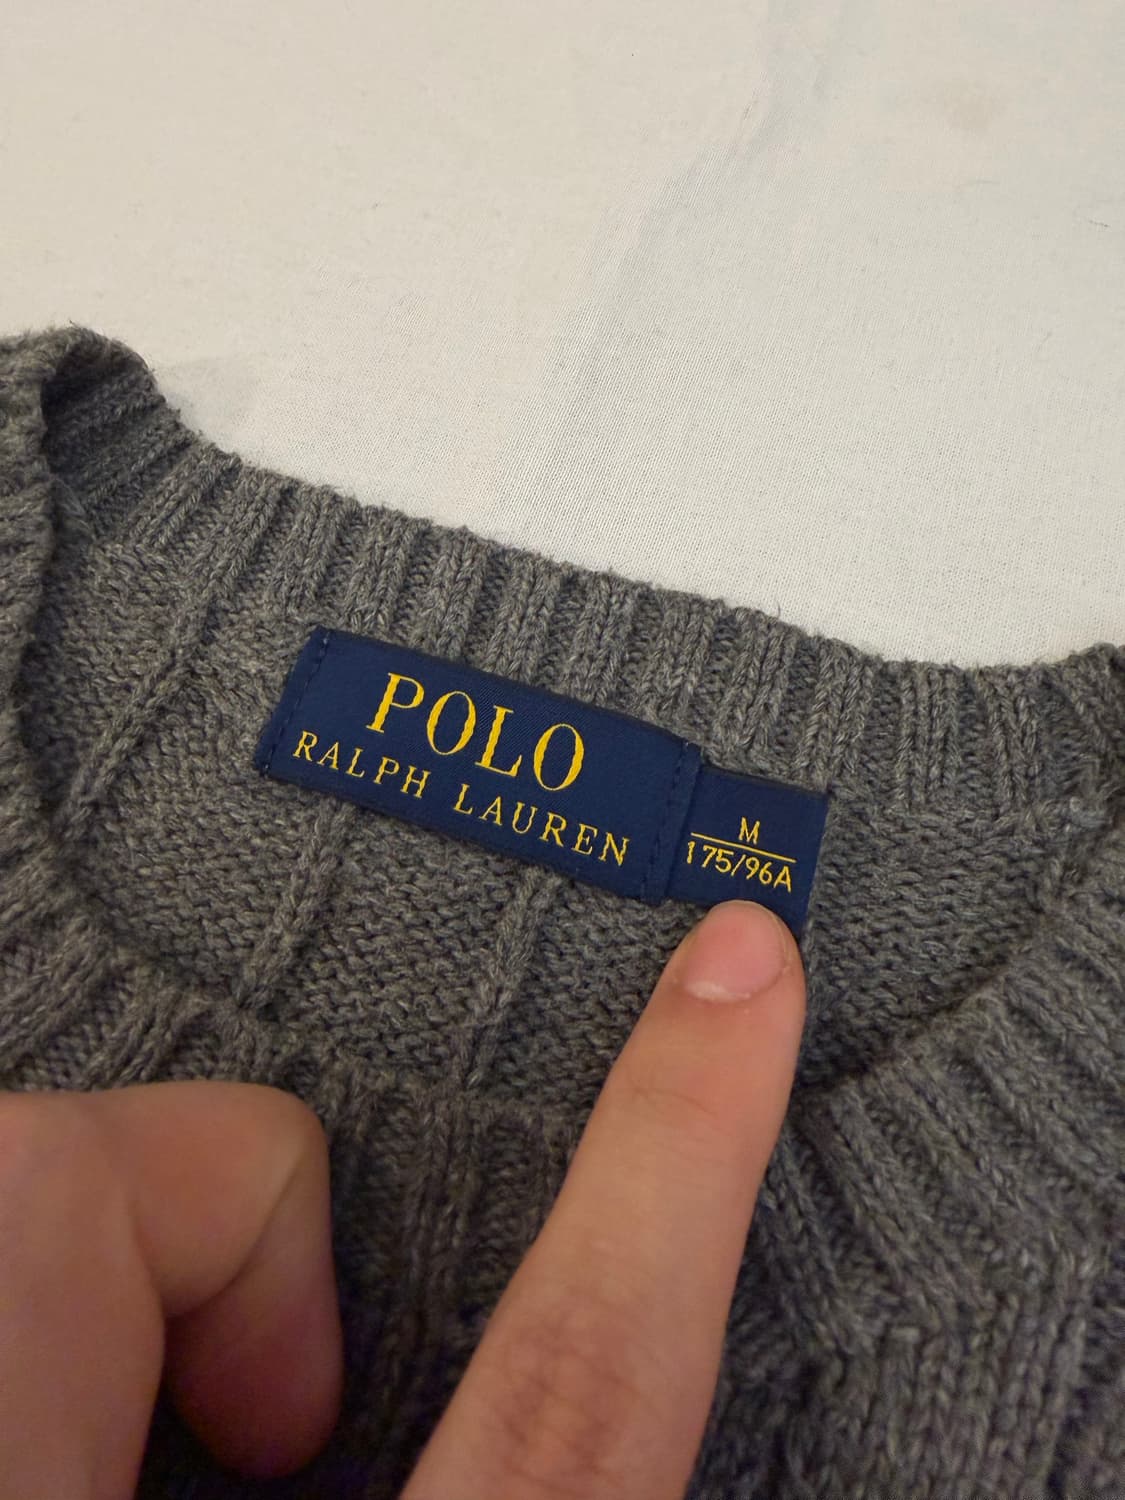 POLO
RALPH LAUREN
M
175/96A